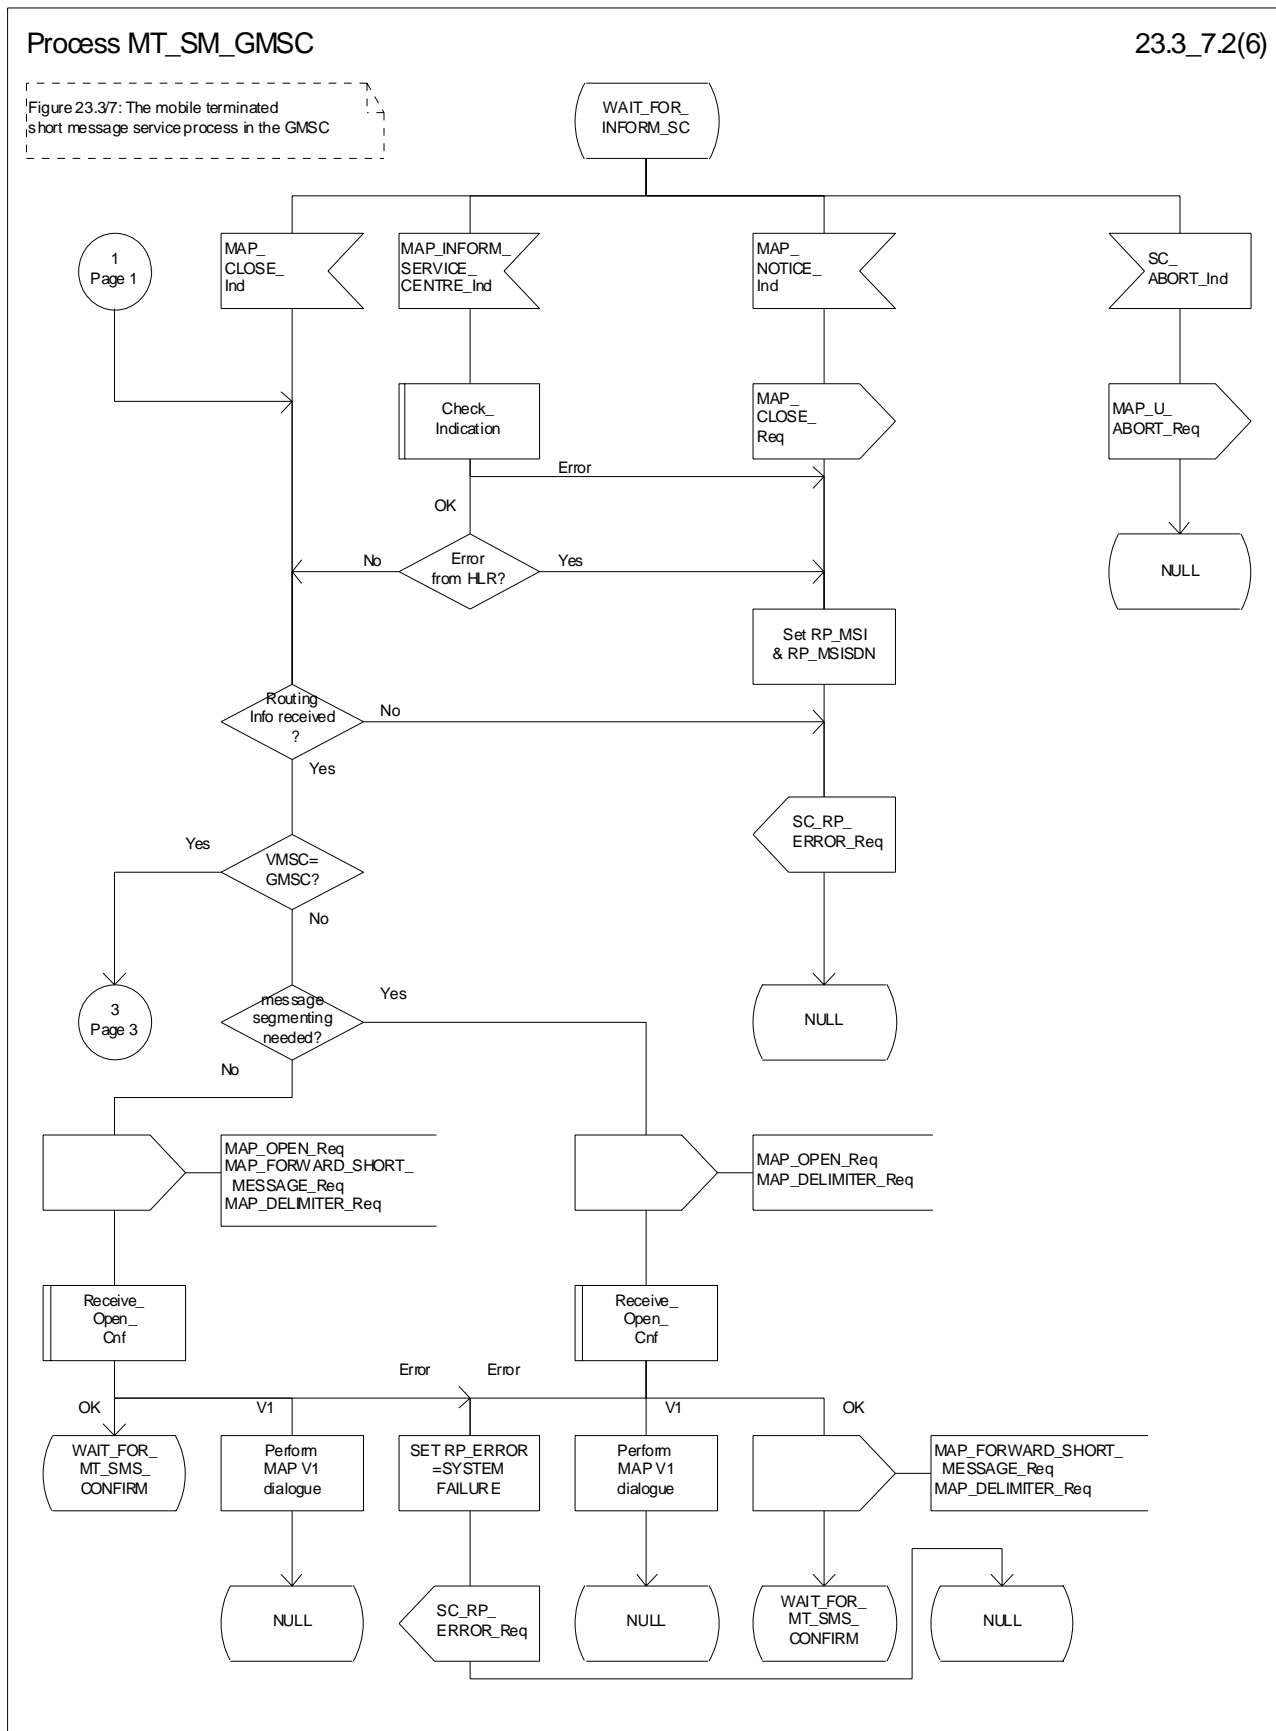 Process MT_SM_GMSC
23.3_7.2(6)
Figure 23.3/7: The mobile terminated
short message service process in the GMSC
WAIT_FOR_
INFORM_SC
1
Page 1
MAP_
CLOSE_
Ind
MAP_INFORM_
SERVICE_
CENTRE_Ind
MAP_
NOTICE_
Ind
SC_
ABORT_Ind
Check_
Indication
MAP_
CLOSE_
Req
MAP_U_
ABORT_Req
Error
OK
No
Error
from HLR?
Yes
NULL
Set RP_MSI
& RP_MSISDN
Routing
Info received
?
No
Yes
SC_RP_
ERROR_Req
Yes
VMSC=
GMSC?
No
3
Page 3
message
segmenting
needed?
Yes
NULL
No
MAP_OPEN_Req
MAP_FORWARD_SHORT_
MESSAGE_Req
MAP_DELIMITER_Req
MAP_OPEN_Req
MAP_DELIMITER_Req
Receive_
Open_
Cnf
Receive_
Open_
Cnf
Error
Error
OK
V1
V1
OK
WAIT_FOR_
MT_SMS_
CONFIRM
Perform
MAP V1
dialogue
SET RP_ERROR
=SYSTEM
FAILURE
Perform
MAP V1
dialogue
MAP_FORWARD_SHORT_
MESSAGE_Req
MAP_DELIMITER_Req
NULL
SC_RP_
ERROR_Req
NULL
WAIT_FOR_
MT_SMS_
CONFIRM
NULL